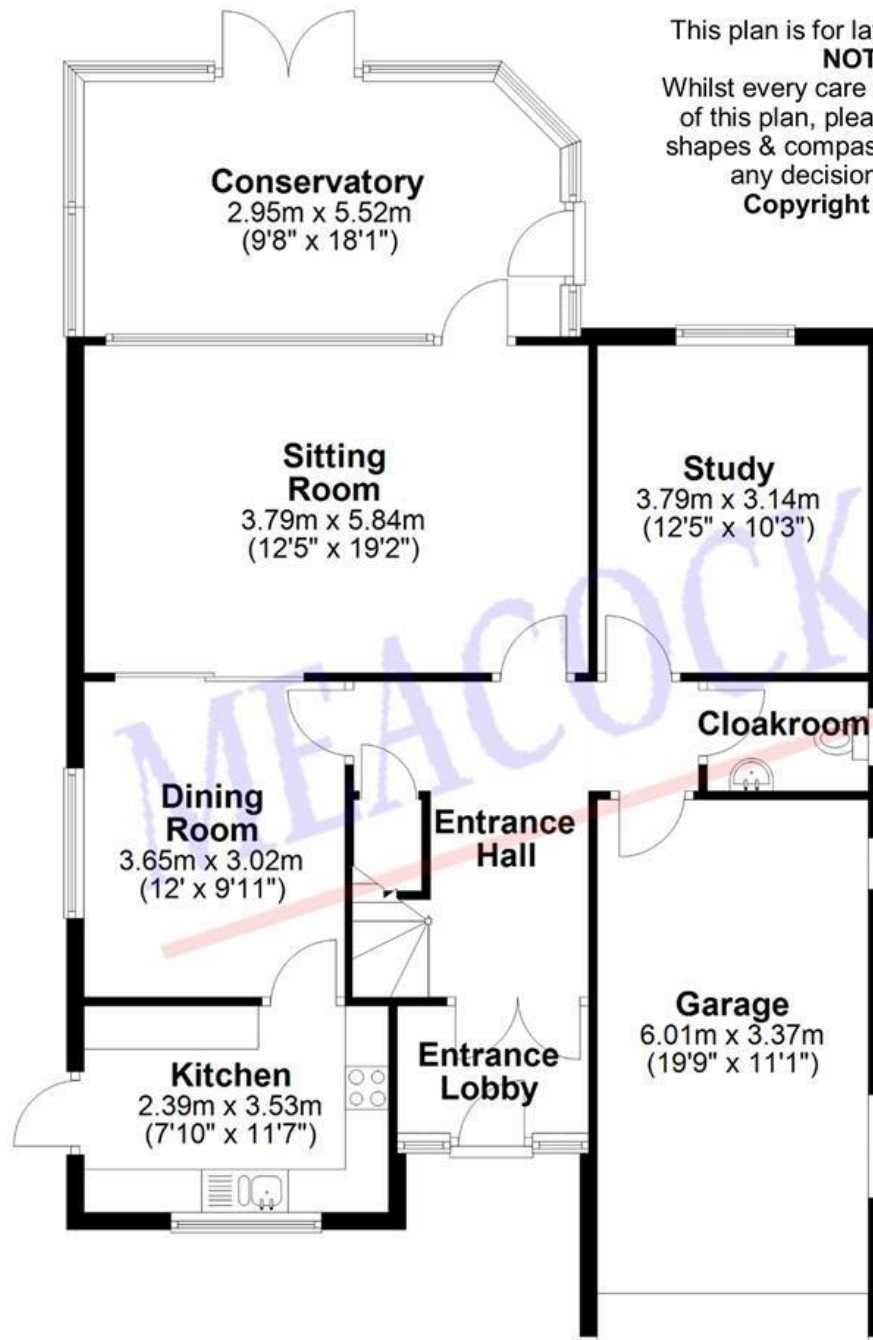 This plan is for la
NOT
Whilst every care
of this plan, plea
shapes & compas
any decision
Copyright
Conservatory
2.95m x 5.52m
(9'8" x 18'1")
Sitting
Room
3.79m x 5.84m
(12'5" x 19'2")
Study
3.79m x 3.14m
(12'5" x 10'3")
MEACOCK
Cloakroom
Dining
Room
3.65m x 3.02m
(12' x 9'11")
Entrance
Hall
Garage
6.01m x 3.37m
(19'9" x 11'1")
Entrance
Lobby
Kitchen
2.39m x 3.53m
(7'10" x 11'7")